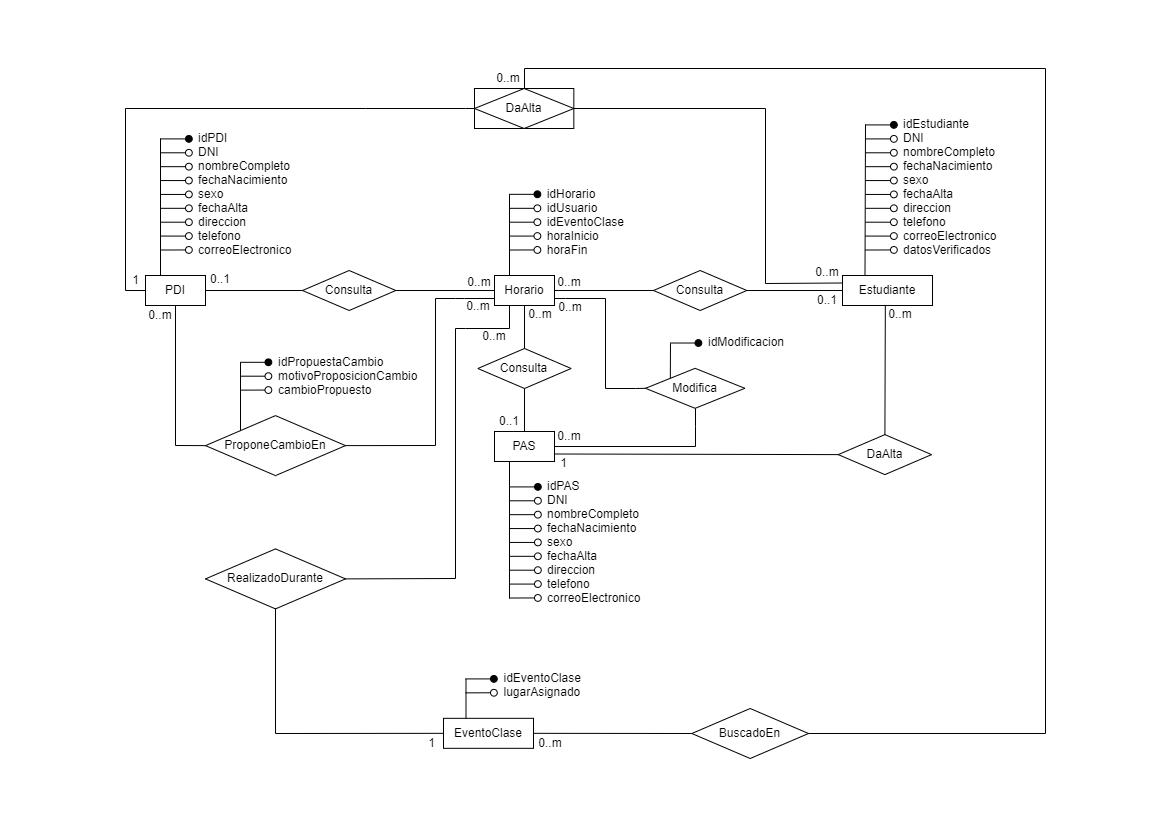 0..m
DaAlta
idPDI
DNI
nombreCompleto
fechaNacimiento
sexo
fechaAlta
direccion
telefono
correoElectronico
idEstudiante
DNI
nombreCompleto
fechaNacimiento
sexo
fechaAlta
direccion
telefono
correoElectronico
datosVerificados
idHorario
idUsuario
idEventoClase
horaInicio
horaFin
1
PDI
0..1
0..m
Consulta
0..m
Horario
0..m
0..m
0..m
0..m
0..m
Consulta
0..m
0..1
Estudiante
0..m
idPropuestaCambio
motivoProposicionCambio
cambioPropuesto
ProponeCambioEn
Consulta
idModificacion
Modifica
0..1
PAS
0..m
1
DaAlta
idPAS
DNI
nombreCompleto
fechaNacimiento
sexo
fechaAlta
direccion
telefono
correoElectronico
RealizadoDurante
idEventoClase
lugarAsignado
1
EventoClase
0..m
BuscadoEn